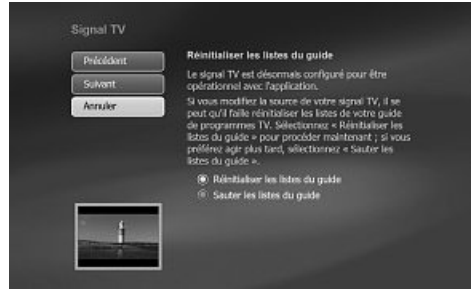 Signal TV
Précédent
Suivant
Annuler
Réinitialiser les listes du guide
Le signal TV est désormais configuré pour être
opérationnel avec l'application.
Si vous modifiez la source de votre signal TV, il se
peut qu'il faille réinitialiser les listes de votre guide
de programmes TV. Sélectionnez « Réinitialiser les
listes du guide » pour procéder maintenant ; si vous
préférez agir plus tard, sélectionnez « Sauter les
listes du guide ».
Réinitialiser les listes du guide
Sauter les listes du guide